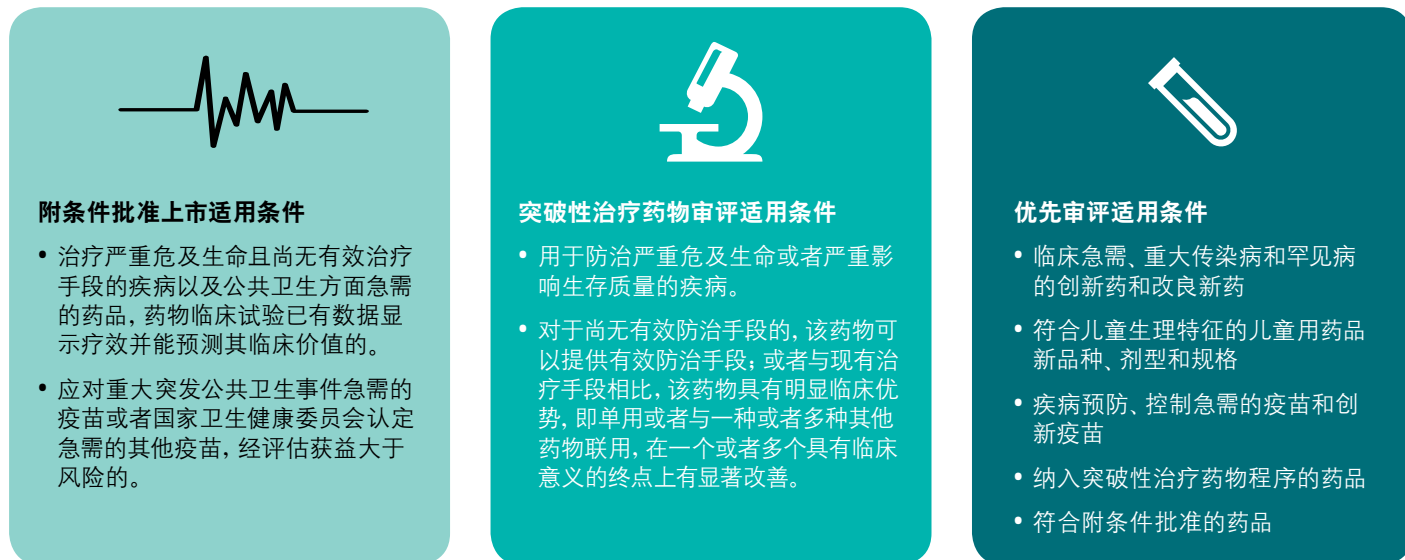 附条件批准上市适用条件
• 治疗严重危及生命且尚无有效治疗
手段的疾病以及公共卫生方面急需
的药品，药物临床试验已有数据显
示疗效并能预测其临床价值的。
• 应对重大突发公共卫生事件急需的
疫苗或者国家卫生健康委员会认定
急需的其他疫苗，经评估获益大于
风险的。
突破性治疗药物审评适用条件
• 用于防治严重危及生命或者严重影
响生存质量的疾病。
• 对于尚无有效防治手段的，该药物可
以提供有效防治手段；或者与现有治
疗手段相比，该药物具有明显临床优
势，即单用或者与一种或者多种其他
药物联用，在一个或者多个具有临床
意义的终点上有显著改善。
优先审评适用条件
• 临床急需、重大传染病和罕见病
的创新药和改良新药
• 符合儿童生理特征的儿童用药品
新品种、剂型和规格
• 疾病预防、控制急需的疫苗和创
新疫苗
• 纳入突破性治疗药物程序的药品
• 符合附条件批准的药品